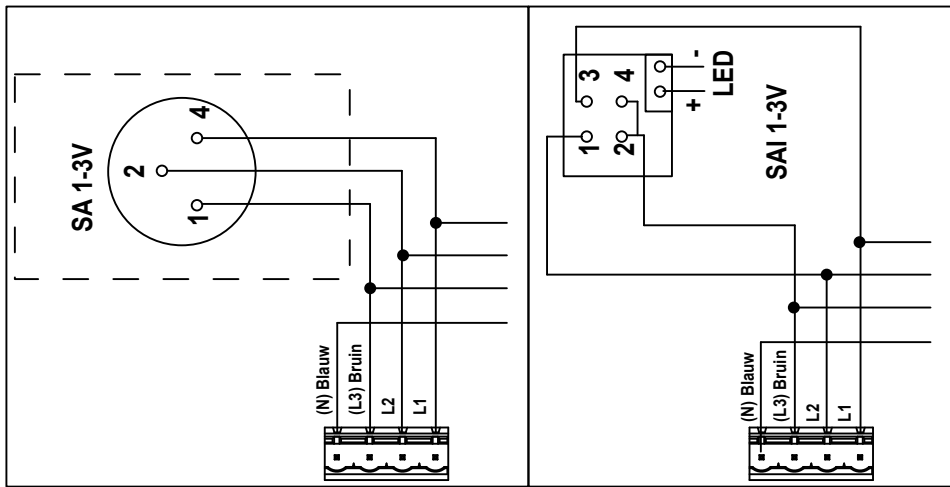 SA 1-3V
4
2
1
(N) Blauw
(L3) Bruin
L2
L1
3
4
1
2
-
+
LED
SAI 1-3V
(N) Blauw
(L3) Bruin
L2
L1